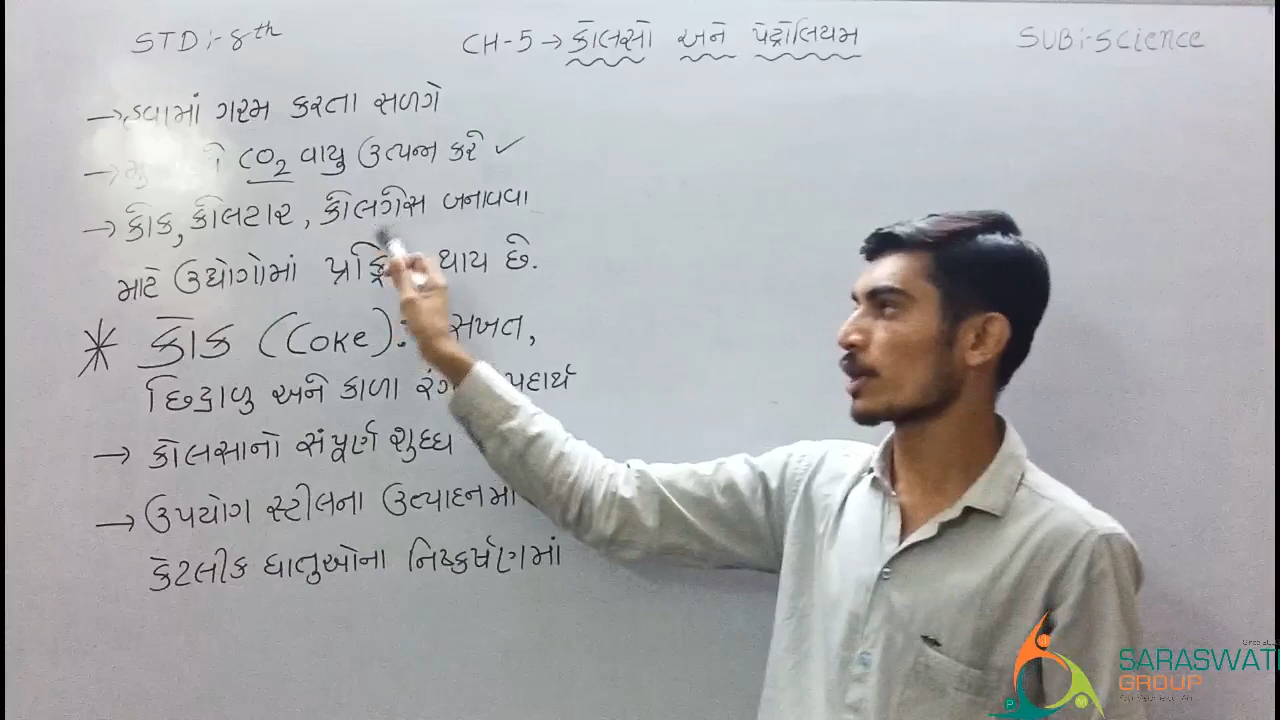 STD:-8th
CH-5 → કોલસો અને પેટ્રોલિયમ
SUB:-Science
→ હવામાં ગરમ કરતા સળગે
→ CO2 વાયુ ઉત્પન્ન કરે ✓
→ કોક, કોલટાર, કોલગેસ બનાવવા
માટે ઉદ્યોગોમાં થાય છે.
* કોક (Coke): સખત,
છિદ્રાળુ અને કાળા પદાર્થ
→ કોલસાનો સંપૂર્ણ શુદ્ધ
→ ઉપયોગ સ્ટીલના ઉત્પાદનમાં
કેટલીક ધાતુઓના નિષ્કર્ષણમાં
SARASWATI
GROUP